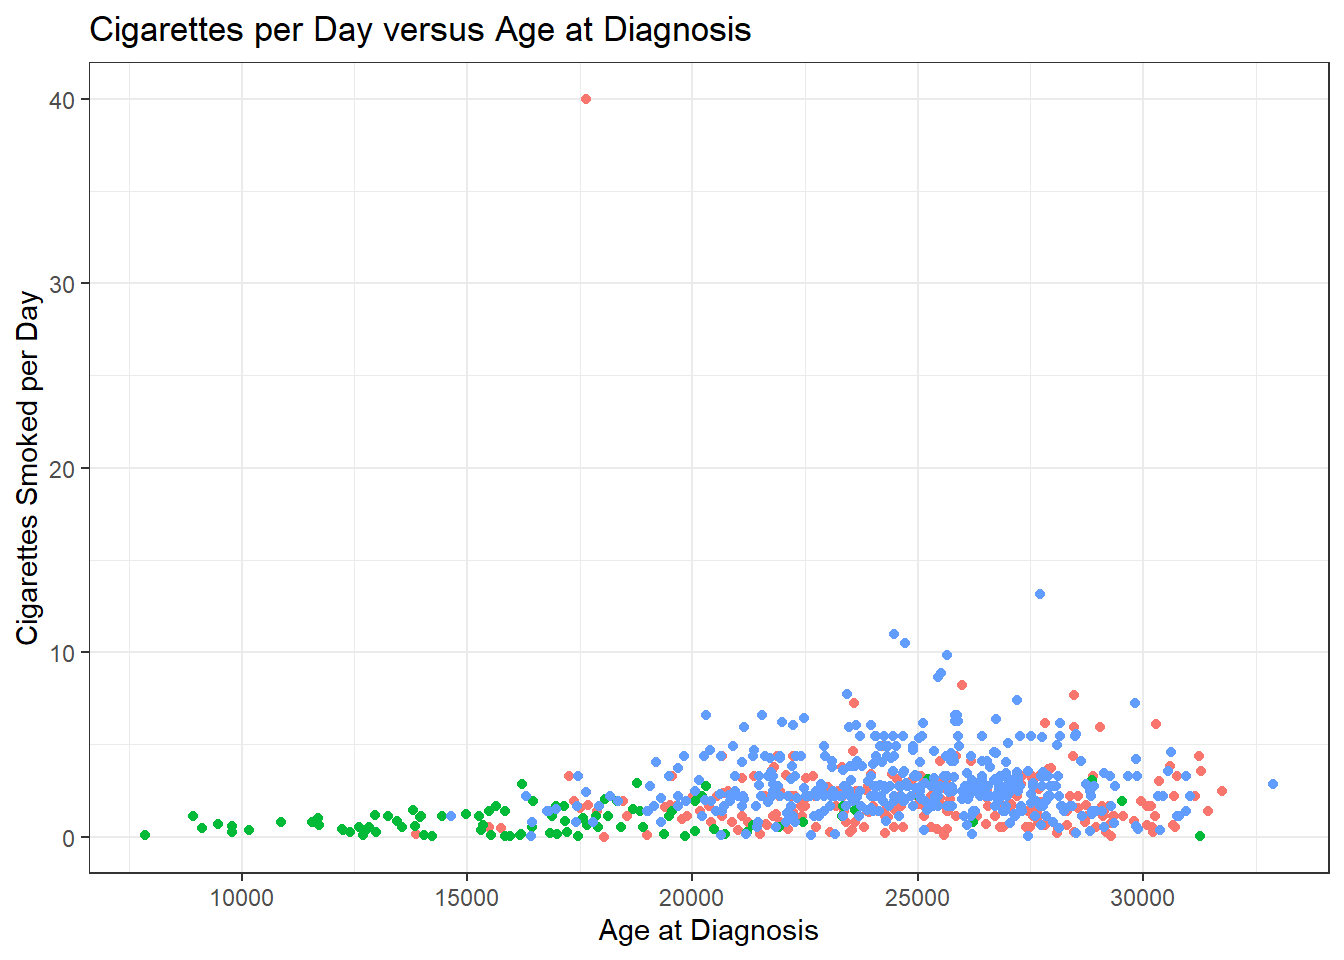 Cigarettes per Day versus Age at Diagnosis
40
30
20
10
0
Cigarettes Smoked per Day
10000 15000 20000 25000 30000
Age at Diagnosis